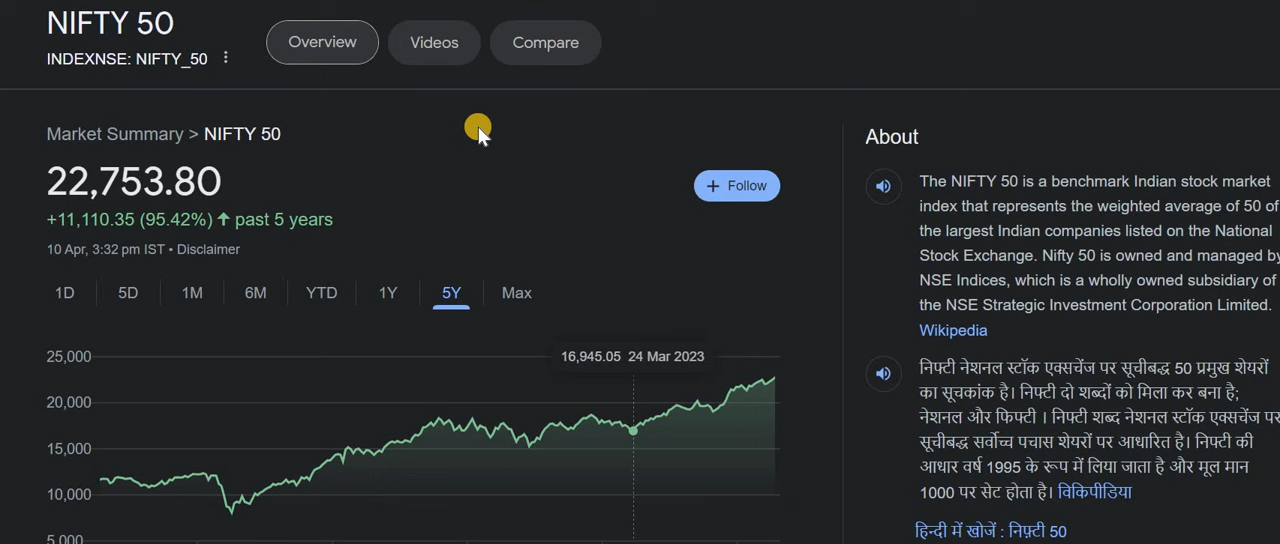 NIFTY 50
INDEXNSE: NIFTY_50
Overview
Videos
Compare
Market Summary > NIFTY 50
22,753.80
+11,110.35 (95.42%) ↑ past 5 years
10 Apr, 3:32 pm IST • Disclaimer
+ Follow
1D
5D
1M
6M
YTD
1Y
5Y
Max
16,945.05 24 Mar 2023
25,000
20,000
15,000
10,000
5,000
About
The NIFTY 50 is a benchmark Indian stock market
index that represents the weighted average of 50 of
the largest Indian companies listed on the National
Stock Exchange. Nifty 50 is owned and managed by
NSE Indices, which is a wholly owned subsidiary of
the NSE Strategic Investment Corporation Limited.
Wikipedia
निफ्टी नेशनल स्टॉक एक्सचेंज पर सूचीबद्ध 50 प्रमुख शेयरों
का सूचकांक है। निफ्टी दो शब्दों को मिला कर बना है;
नेशनल और फिफ्टी । निफ्टी शब्द नेशनल स्टॉक एक्सचेंज पर
सूचीबद्ध सर्वोच्च पचास शेयरों पर आधारित है। निफ्टी की
आधार वर्ष 1995 के रूप में लिया जाता है और मूल मान
1000 पर सेट होता है। विकिपीडिया
हिन्दी में खोजें : निफ़्टी 50